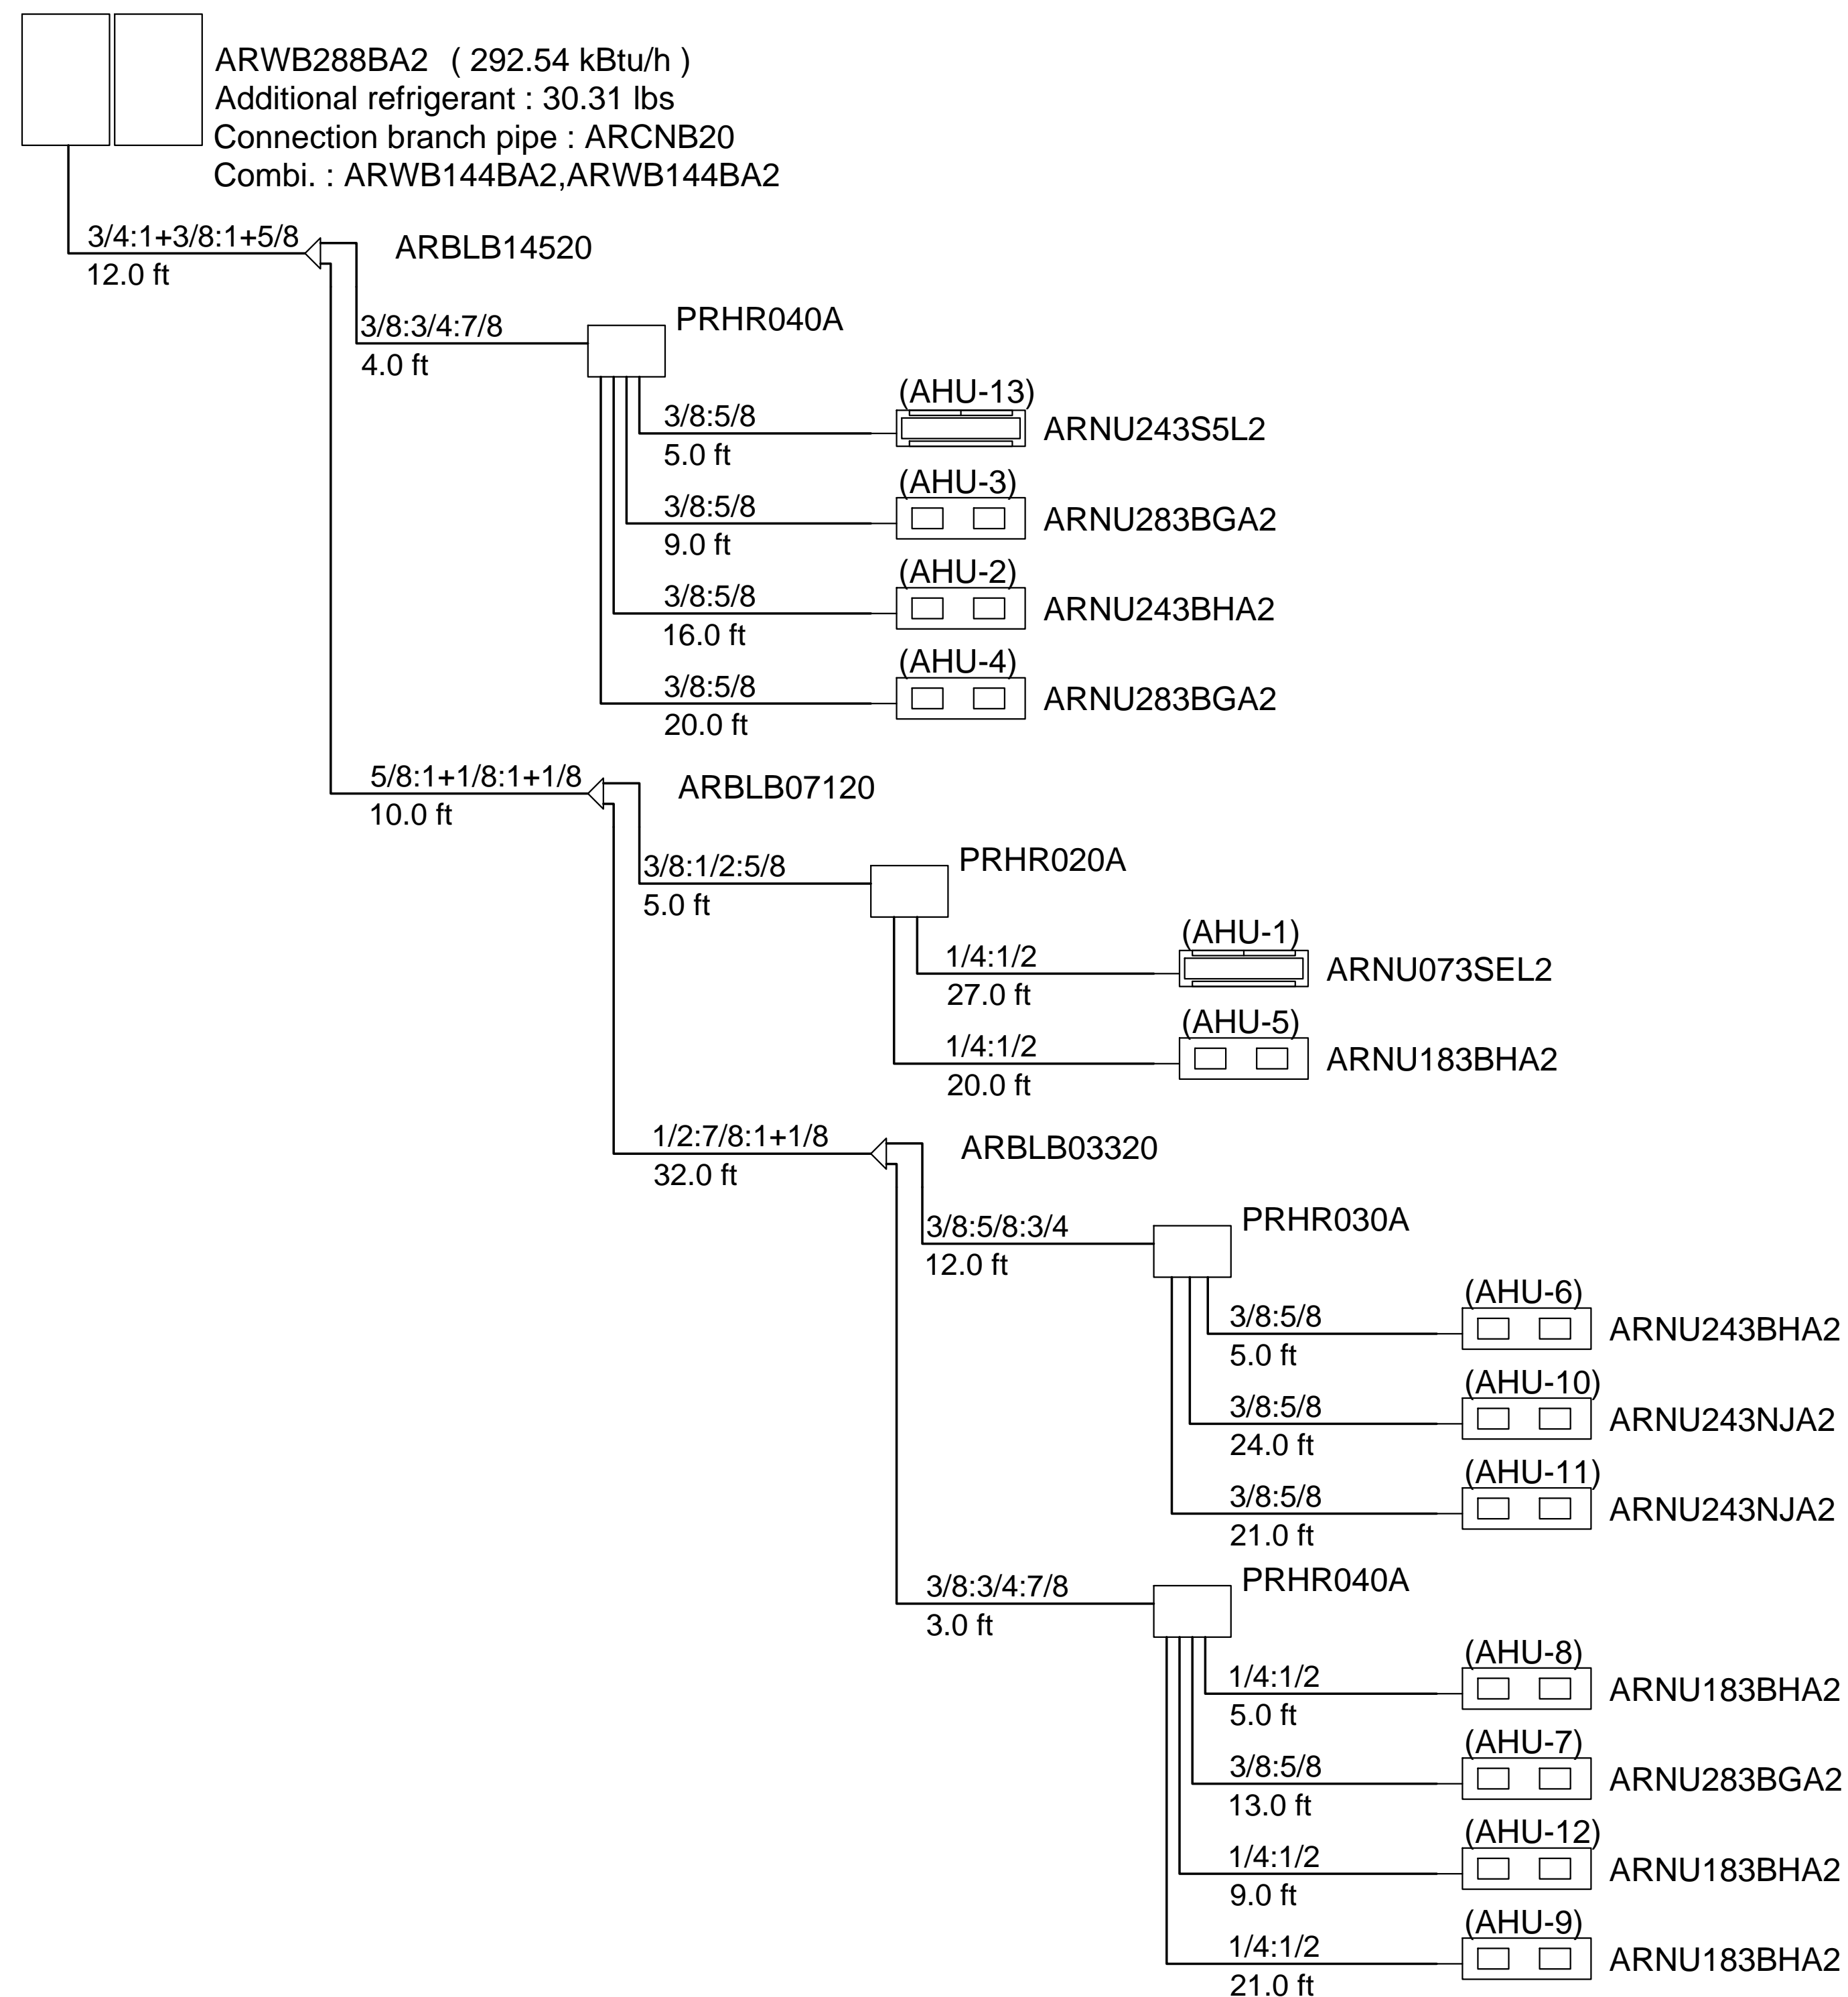 ARWB288BA2 ( 292.54 kBtu/h )
Additional refrigerant : 30.31 lbs
Connection branch pipe : ARCNB20
Combi. : ARWB144BA2,ARWB144BA2
3/4:1+3/8:1+5/8
12.0 ft
ARBLB14520
3/8:3/4:7/8
4.0 ft
PRHR040A
3/8:5/8
5.0 ft
(AHU-13)
ARNU243S5L2
3/8:5/8
9.0 ft
(AHU-3)
ARNU283BGA2
3/8:5/8
16.0 ft
(AHU-2)
ARNU243BHA2
3/8:5/8
20.0 ft
(AHU-4)
ARNU283BGA2
5/8:1+1/8:1+1/8
10.0 ft
ARBLB07120
3/8:1/2:5/8
5.0 ft
PRHR020A
1/4:1/2
27.0 ft
(AHU-1)
ARNU073SEL2
1/4:1/2
20.0 ft
(AHU-5)
ARNU183BHA2
1/2:7/8:1+1/8
32.0 ft
ARBLB03320
3/8:5/8:3/4
12.0 ft
PRHR030A
3/8:5/8
5.0 ft
(AHU-6)
ARNU243BHA2
3/8:5/8
24.0 ft
(AHU-10)
ARNU243NJA2
3/8:5/8
21.0 ft
(AHU-11)
ARNU243NJA2
3/8:3/4:7/8
3.0 ft
PRHR040A
1/4:1/2
5.0 ft
(AHU-8)
ARNU183BHA2
3/8:5/8
13.0 ft
(AHU-7)
ARNU283BGA2
1/4:1/2
9.0 ft
(AHU-12)
ARNU183BHA2
1/4:1/2
21.0 ft
(AHU-9)
ARNU183BHA2